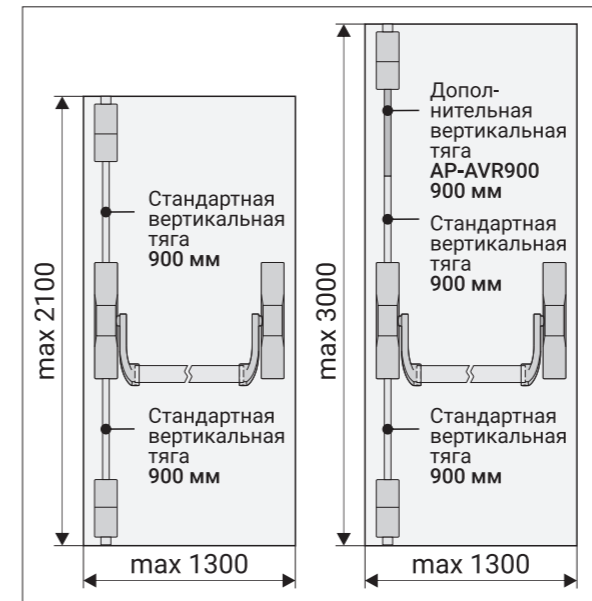 max 2100
Стандартная
вертикальная
тяга
900 мм
Стандартная
вертикальная
тяга
900 мм
max 1300
max 3000
Допол-
нительная
вертикальная
тяга
AP-AVR900
900 мм
Стандартная
вертикальная
тяга
900 мм
Стандартная
вертикальная
тяга
900 мм
max 1300